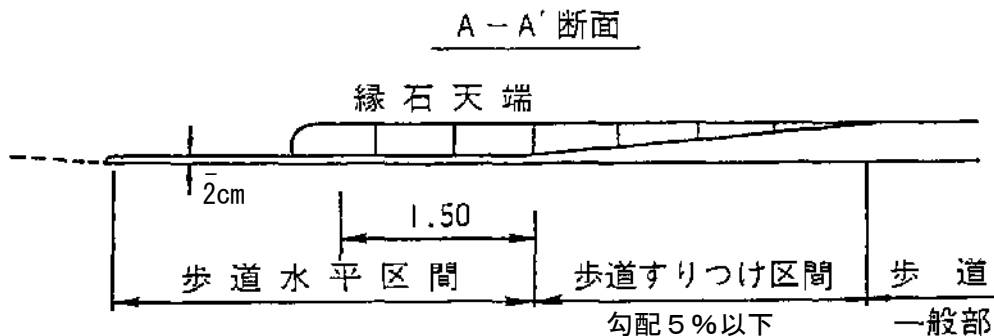 A－A′断面
縁石天端
2cm
1.50
歩道水平区間
歩道すりつけ区間
歩道
勾配５%以下
一般部